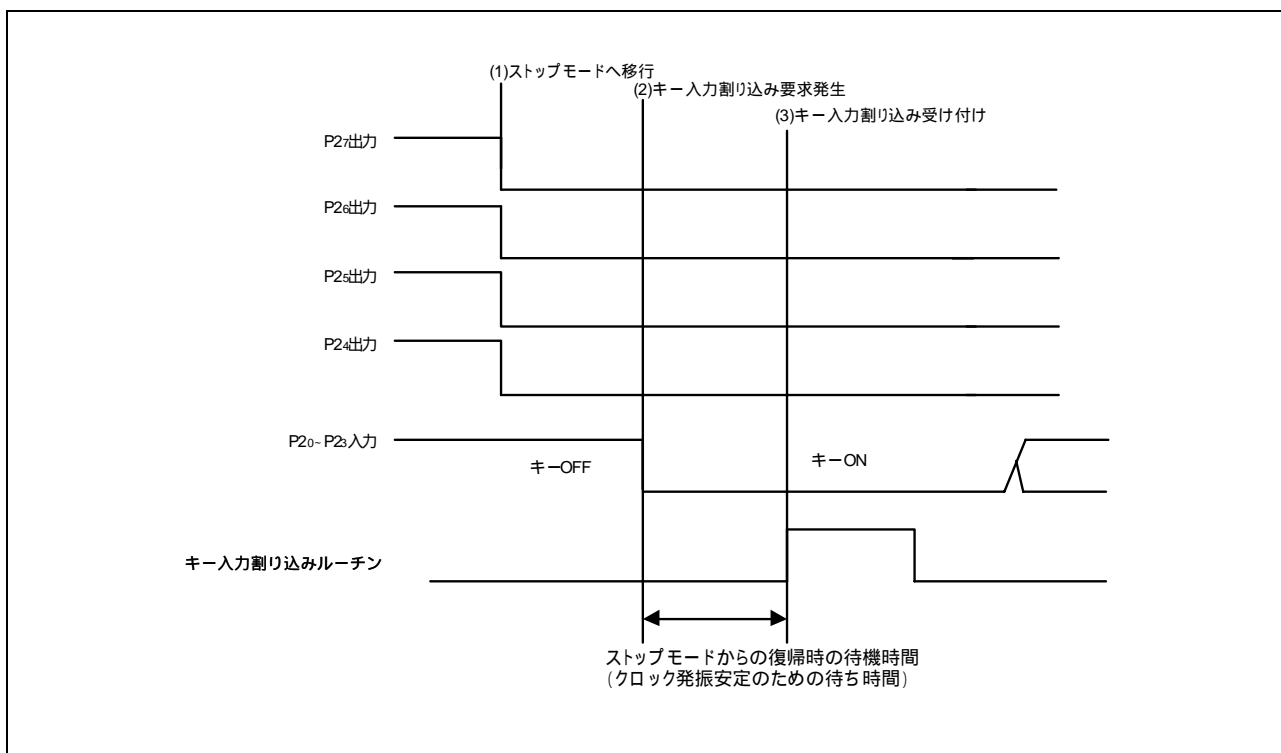 (1)ストップモードへ移行
(2)キー入力割り込み要求発生
(3)キー入力割り込み受け付け
P27出力
P26出力
P25出力
P24出力
P20~P23入力
キーOFF
キーON
キー入力割り込みルーチン
ストップモードからの復帰時の待機時間
(クロック発振安定のための待ち時間)